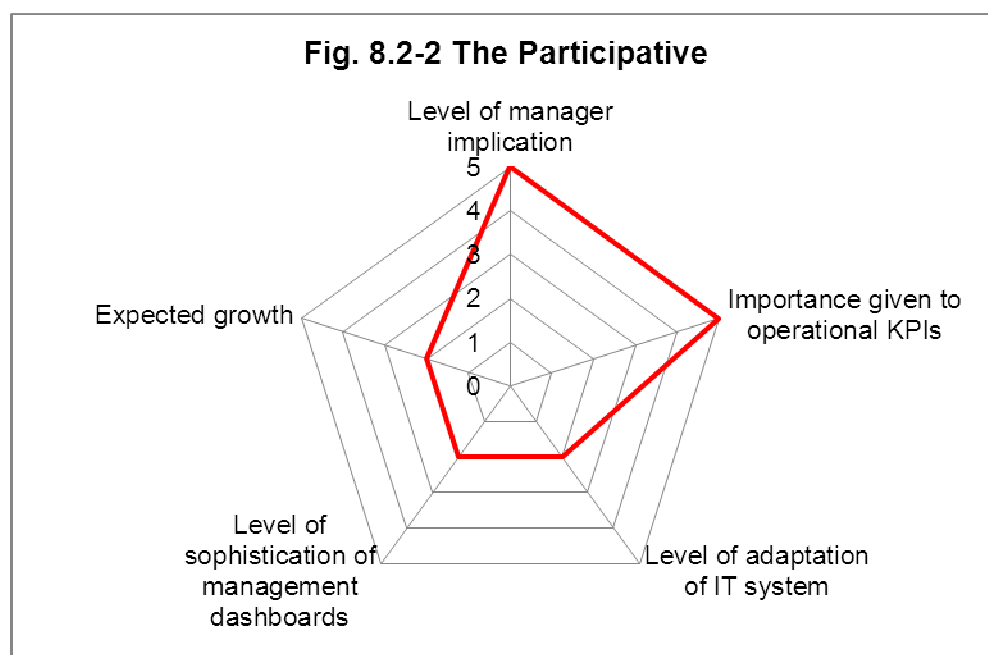 Fig. 8.2-2 The Participative
Level of manager
implication
5
4
3
2
1
0
Importance given to
operational KPIs
Expected growth
Level of
sophistication of
management
dashboards
Level of adaptation
of IT system